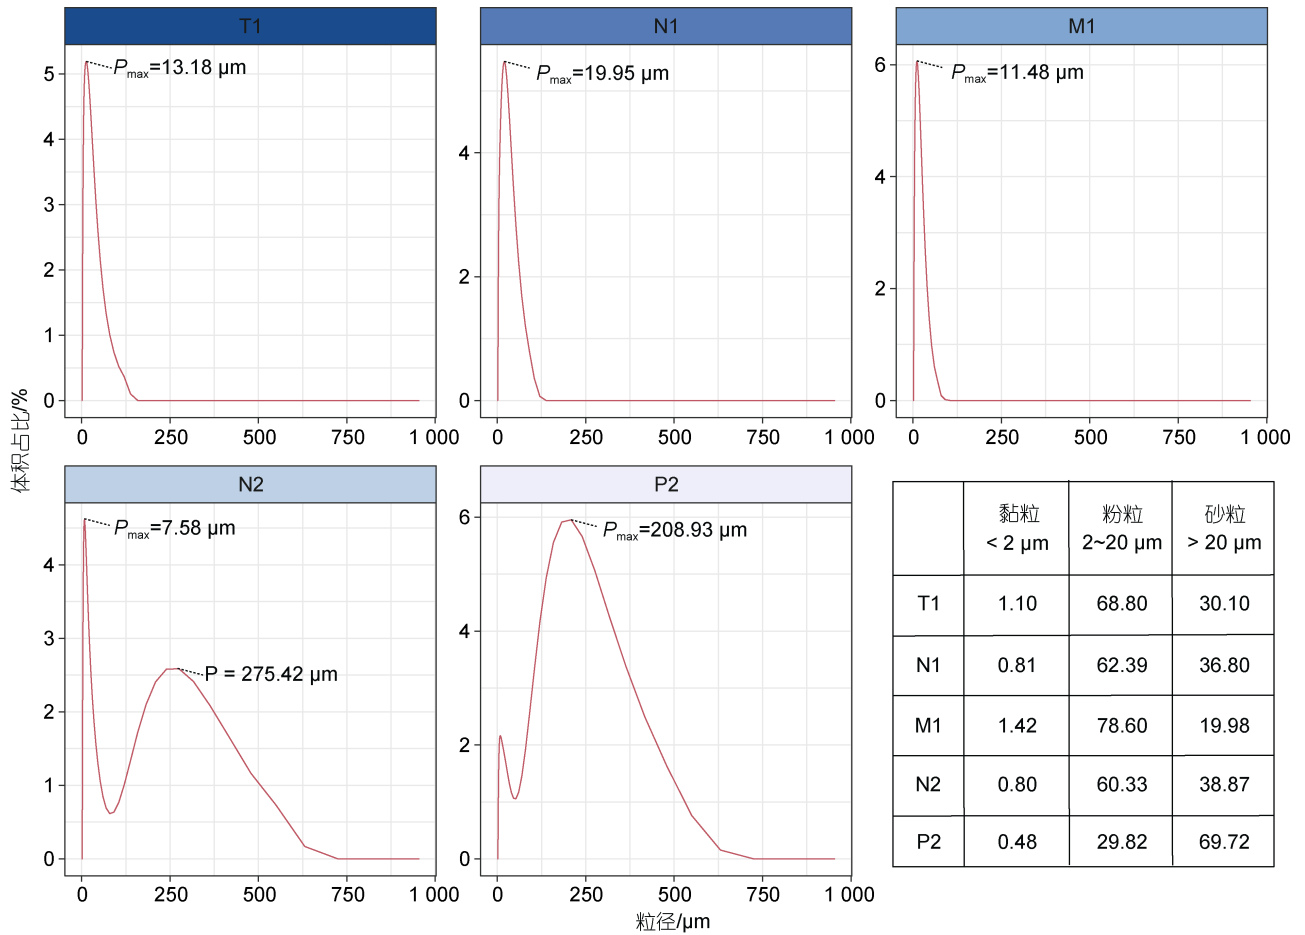 T1
N1
M1
Pmax=13.18 μm
Pmax=19.95 μm
Pmax=11.48 μm
5
4
3
2
1
0
4
2
0
6
4
2
0
0 250 500 750 1 000
0 250 500 750 1 000
0 250 500 750 1 000
体积占比/%
N2
P2
Pmax=7.58 μm
P = 275.42 μm
Pmax=208.93 μm
4
3
2
1
0
6
4
2
0
0 250 500 750 1 000
0 250 500 750 1 000
粒径/μm
黏粒 粉粒 砂粒
< 2 μm 2~20 μm > 20 μm
T1 1.10 68.80 30.10
N1 0.81 62.39 36.80
M1 1.42 78.60 19.98
N2 0.80 60.33 38.87
P2 0.48 29.82 69.72